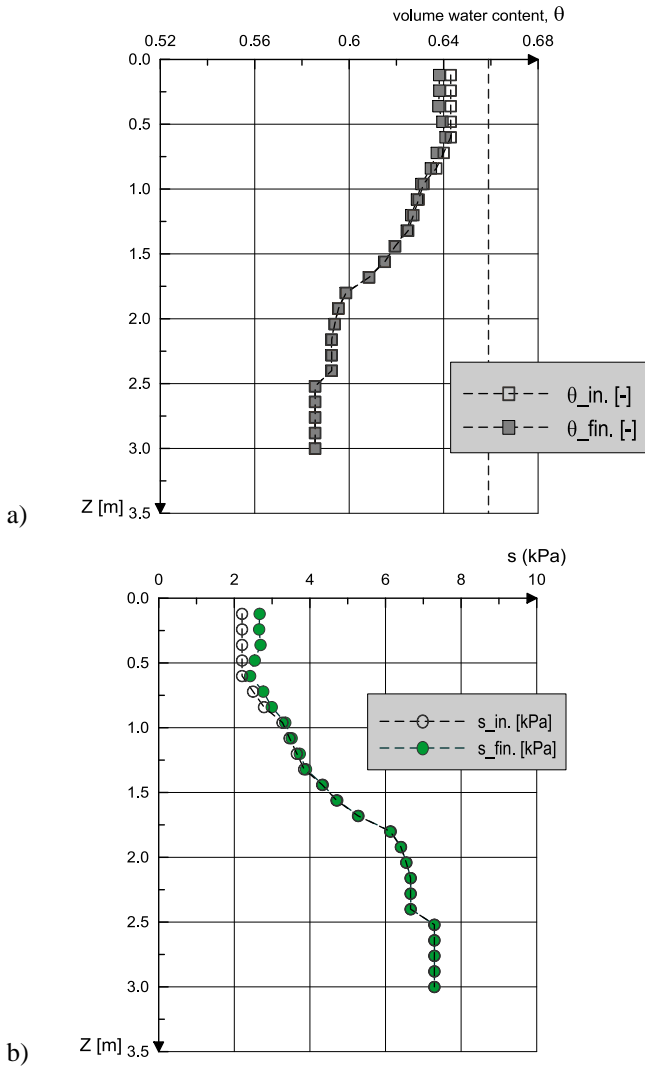 volume water content, θ
0.52 0.56 0.6 0.64 0.68
0.0
0.5
1.0
1.5
2.0
2.5
θ_in. [-]
θ_fin. [-]
3.0
Z [m] 3.5
a)
s (kPa)
0 2 4 6 8 10
0.0
0.5
1.0
s_in. [kPa]
s_fin. [kPa]
1.5
2.0
2.5
3.0
Z [m] 3.5
b)